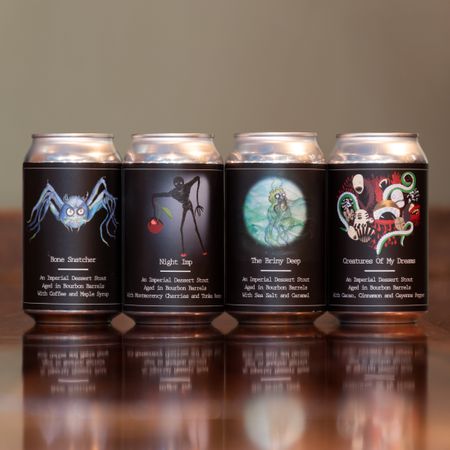 Bone Snatcher
An Imperial Dessert Stout
Aged in Bourbon Barrels
With Coffee and Maple Syrup
Night Imp
An Imperial Dessert Stout
Aged in Bourbon Barrels
With Montmorency Cherries and Tonka Beans
The Briny Deep
An Imperial Dessert Stout
Aged in Bourbon Barrels
With Sea Salt and Caramel
Creatures Of My Dreams
An Imperial Dessert Stout
Aged in Bourbon Barrels
With Cacao, Cinnamon and Cayenne Pepper